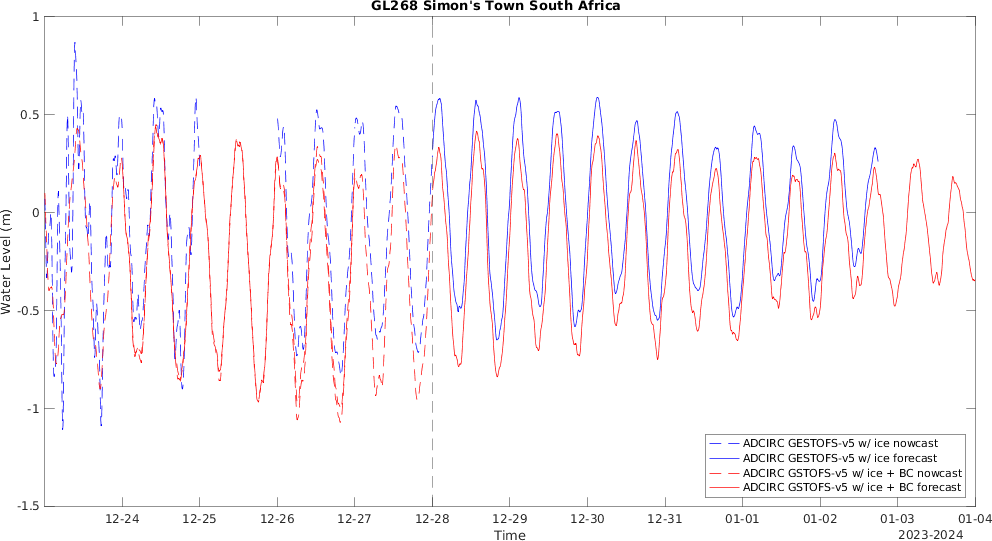 GL268 Simon's Town South Africa
Water Level (m)
1
0.5
0
-0.5
-1
-1.5
ADCIRC GESTOFS-v5 w/ ice nowcast
ADCIRC GESTOFS-v5 w/ ice forecast
ADCIRC GSTOFS-v5 w/ ice + BC nowcast
ADCIRC GSTOFS-v5 w/ ice + BC forecast
12-24 12-25 12-26 12-27 12-28 12-29 12-30 12-31 01-01 01-02 01-03 01-04
Time
2023-2024